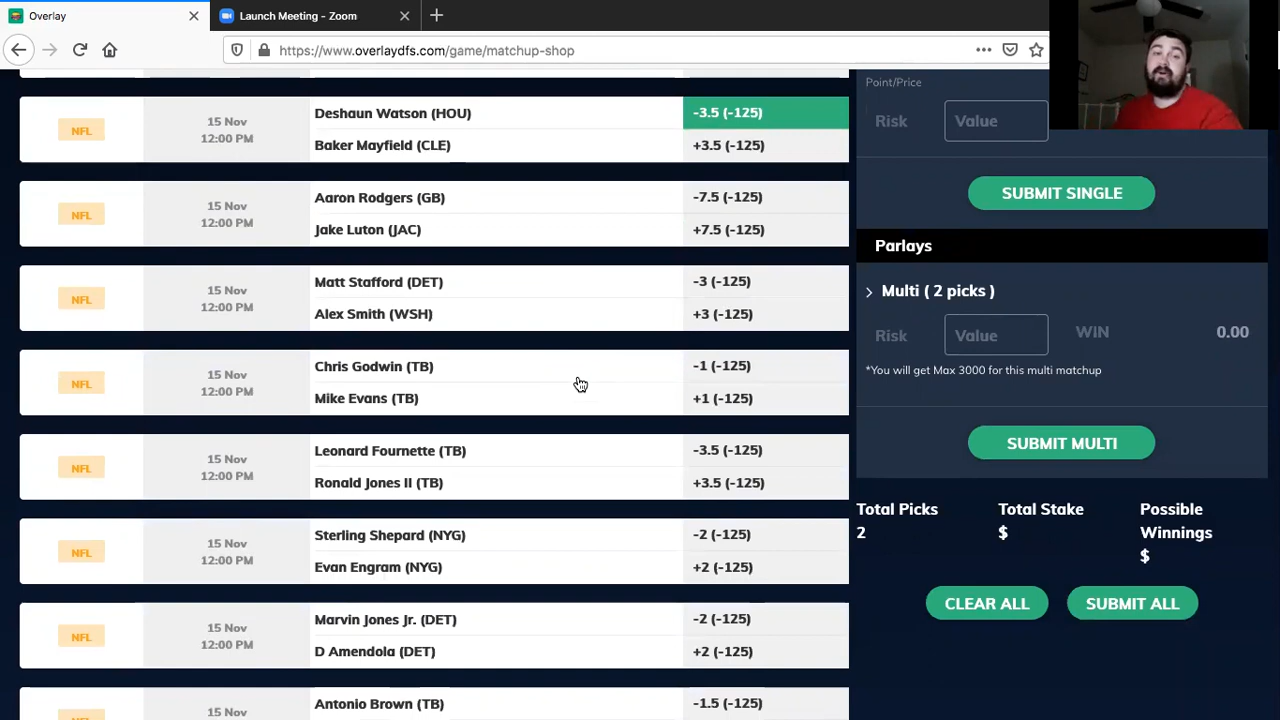 Overlay
Launch Meeting - Zoom
https://www.overlaydfs.com/game/matchup-shop
NFL
15 Nov
12:00 PM
Deshaun Watson (HOU)
-3.5 (-125)
Baker Mayfield (CLE)
+3.5 (-125)
NFL
15 Nov
12:00 PM
Aaron Rodgers (GB)
-7.5 (-125)
Jake Luton (JAC)
+7.5 (-125)
NFL
15 Nov
12:00 PM
Matt Stafford (DET)
-3 (-125)
Alex Smith (WSH)
+3 (-125)
NFL
15 Nov
12:00 PM
Chris Godwin (TB)
-1 (-125)
Mike Evans (TB)
+1 (-125)
NFL
15 Nov
12:00 PM
Leonard Fournette (TB)
-3.5 (-125)
Ronald Jones II (TB)
+3.5 (-125)
NFL
15 Nov
12:00 PM
Sterling Shepard (NYG)
-2 (-125)
Evan Engram (NYG)
+2 (-125)
NFL
15 Nov
12:00 PM
Marvin Jones Jr. (DET)
-2 (-125)
D Amendola (DET)
+2 (-125)
NFL
15 Nov
Antonio Brown (TB)
-1.5 (-125)
Point/Price
Risk
Value
SUBMIT SINGLE
Parlays
Multi ( 2 picks )
Risk
Value
WIN
0.00
*You will get Max 3000 for this multi matchup
SUBMIT MULTI
Total Picks
2
Total Stake
$
Possible
Winnings
$
CLEAR ALL
SUBMIT ALL